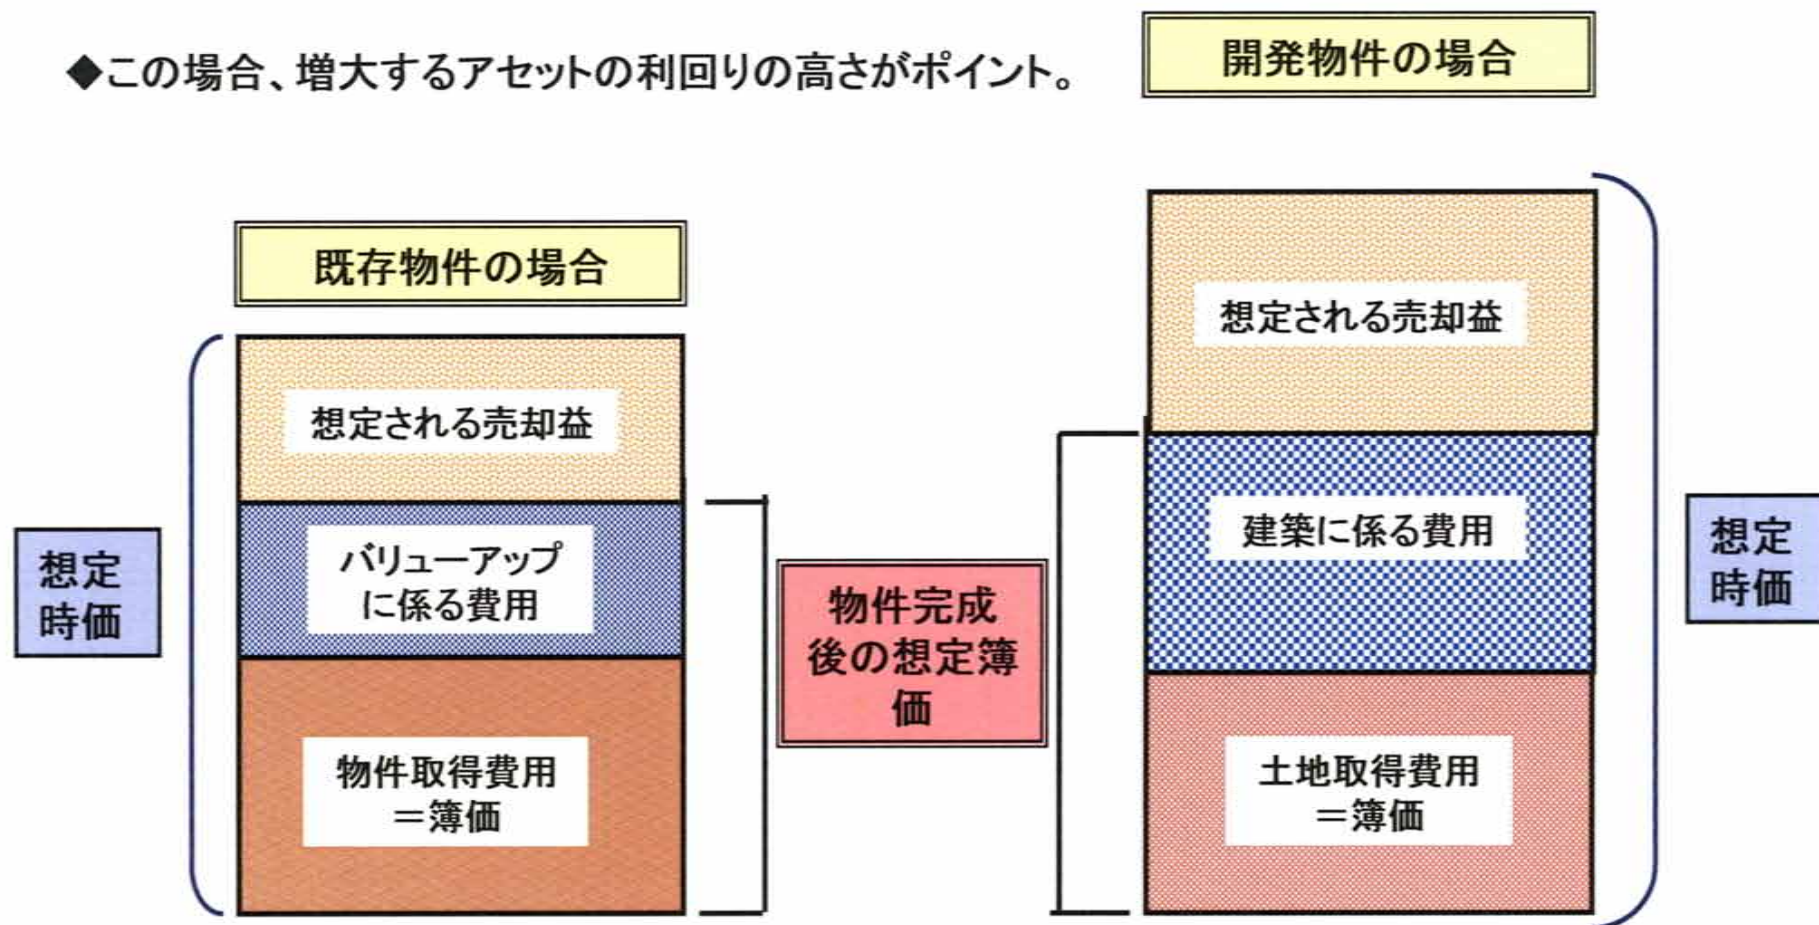 ◆この場合、増大するアセットの利回りの高さがポイント。
開発物件の場合
既存物件の場合
想定される売却益
バリューアップ
に係る費用
物件取得費用
＝簿価
想定
時価
物件完成
後の想定簿
価
想定される売却益
建築に係る費用
土地取得費用
＝簿価
想定
時価